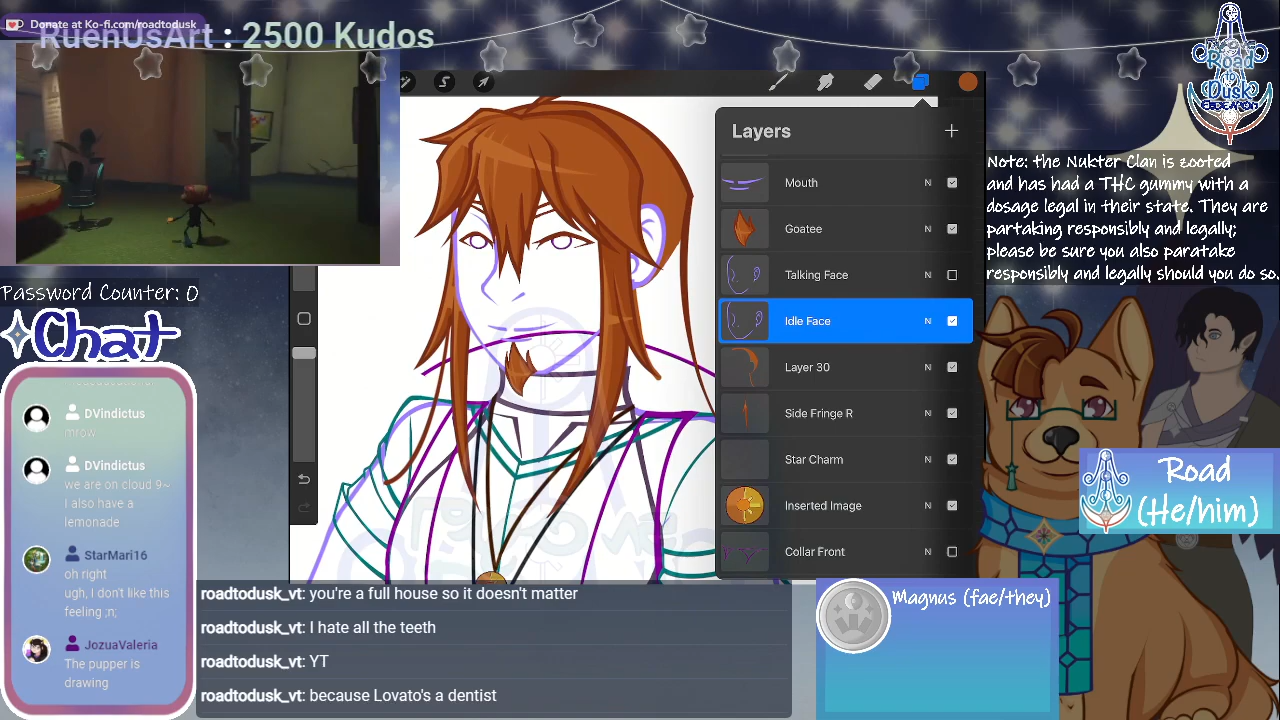 Donate at Ko-fi.com/roadtodusk
RuenUsArt : 2500 Kudos
Road
to
Dusk
Note: the Nukter Clan is zooted
and has had a THC gummy with a
dosage legal in their state. They are
partaking responsibly and legally;
please be sure you also paratake
responsibly and legally should you do so.
Layers
Mouth N
Goatee N
Talking Face N
Idle Face N
Layer 30 N
Side Fringe R N
Star Charm N
Inserted Image N
Collar Front N
Password Counter: 0
Chat
DVindictus
mrow
DVindictus
we are on cloud 9~
I also have a
lemonade
StarMari16
oh right
ugh, I don't like this
feeling ;n;
JozuaValeria
The pupper is
drawing
roadtodusk_vt: you're a full house so it doesn't matter
roadtodusk_vt: I hate all the teeth
roadtodusk_vt: YT
roadtodusk_vt: because Lovato's a dentist
Road
(He/him)
Magnus (fae/they)